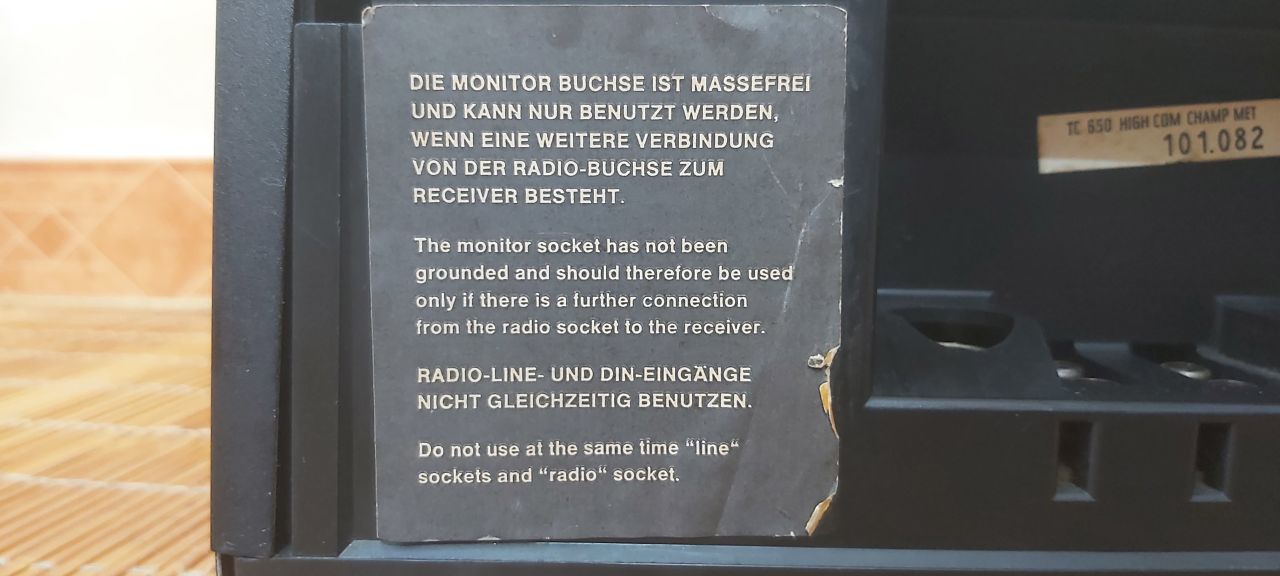 DIE MONITOR BUCHSE IST MASSEFREI
UND KANN NUR BENUTZT WERDEN,
WENN EINE WEITERE VERBINDUNG
VON DER RADIO-BUCHSE ZUM
RECEIVER BESTEHT.
The monitor socket has not been
grounded and should therefore be used
only if there is a further connection
from the radio socket to the receiver.
RADIO-LINE- UND DIN-EINGÄNGE
NICHT GLEICHZEITIG BENUTZEN.
Do not use at the same time “line“
sockets and “radio“ socket.
TC 650 HIGH COM CHAMP MET
101.082